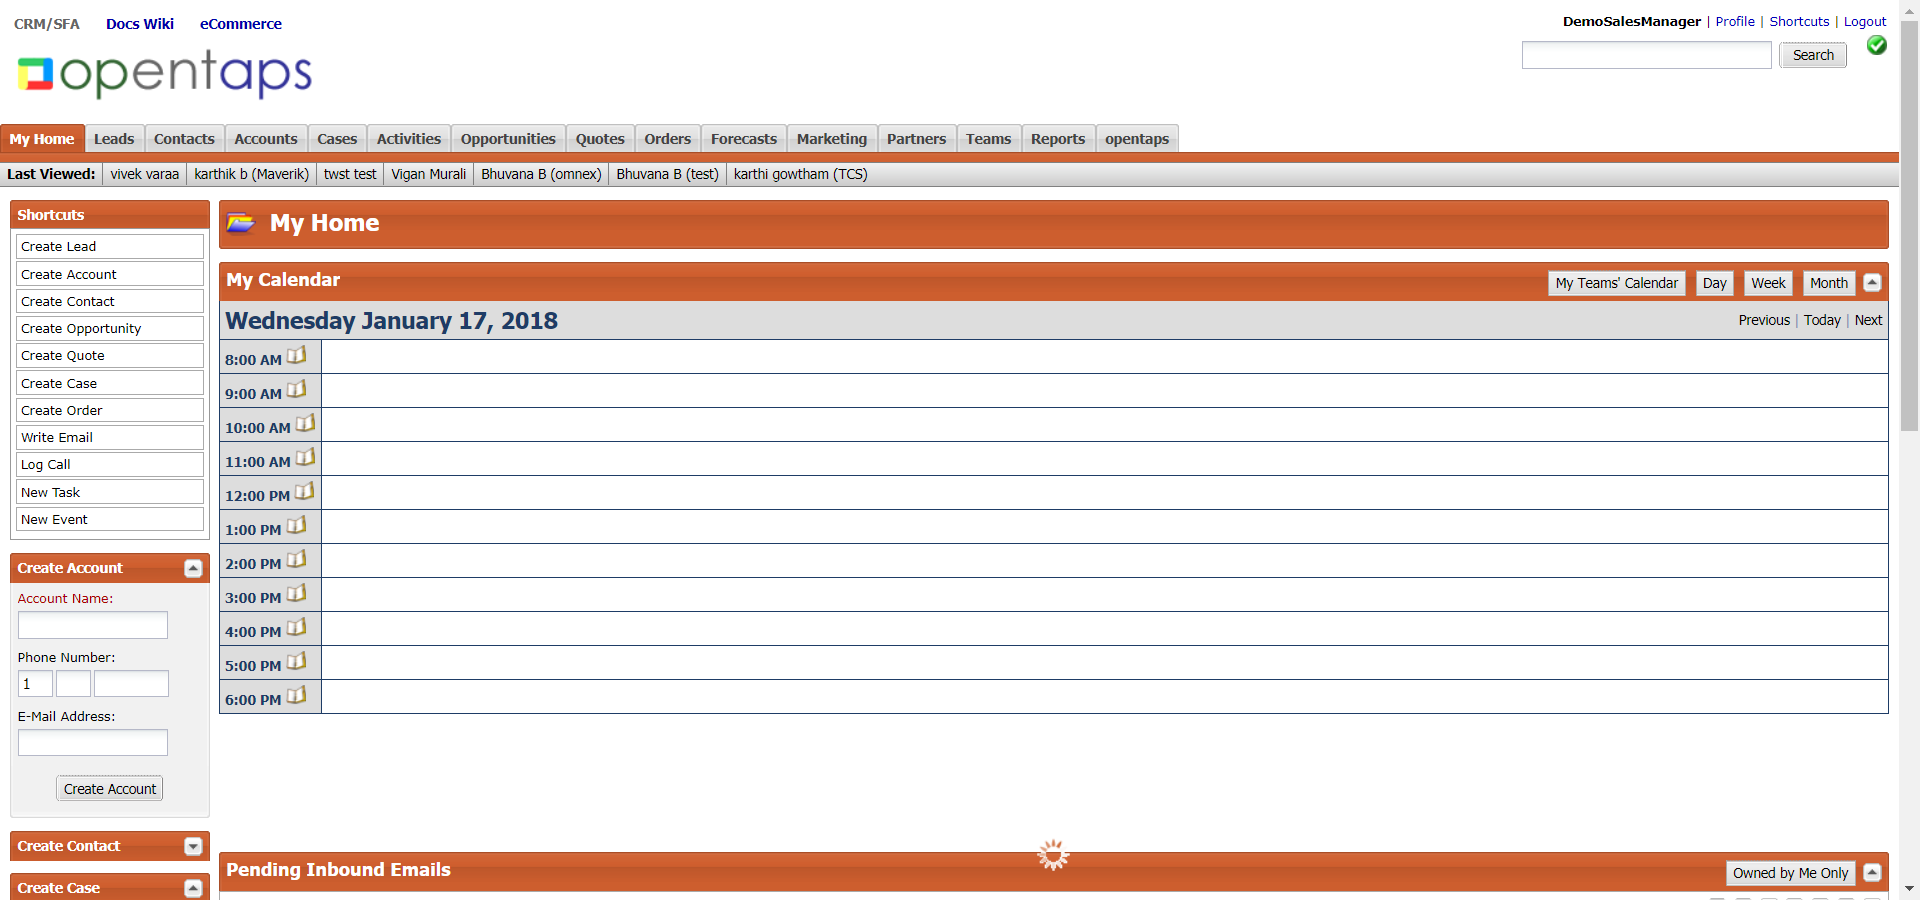 CRM/SFA Docs Wiki eCommerce
DemoSalesManager | Profile | Shortcuts | Logout
Search
opentaps
My Home Leads Contacts Accounts Cases Activities Opportunities Quotes Orders Forecasts Marketing Partners Teams Reports opentaps
Last Viewed: vivek varaa karthik b (Maverik) twst test Vigan Murali Bhuvana B (omnex) Bhuvana B (test) karthi gowtham (TCS)
Shortcuts
Create Lead
Create Account
Create Contact
Create Opportunity
Create Quote
Create Case
Create Order
Write Email
Log Call
New Task
New Event
Create Account
Account Name:
Phone Number:
1
E-Mail Address:
Create Account
Create Contact
Create Case
My Home
My Calendar My Teams' Calendar Day Week Month
Wednesday January 17, 2018 Previous | Today | Next
8:00 AM
9:00 AM
10:00 AM
11:00 AM
12:00 PM
1:00 PM
2:00 PM
3:00 PM
4:00 PM
5:00 PM
6:00 PM
Pending Inbound Emails Owned by Me Only